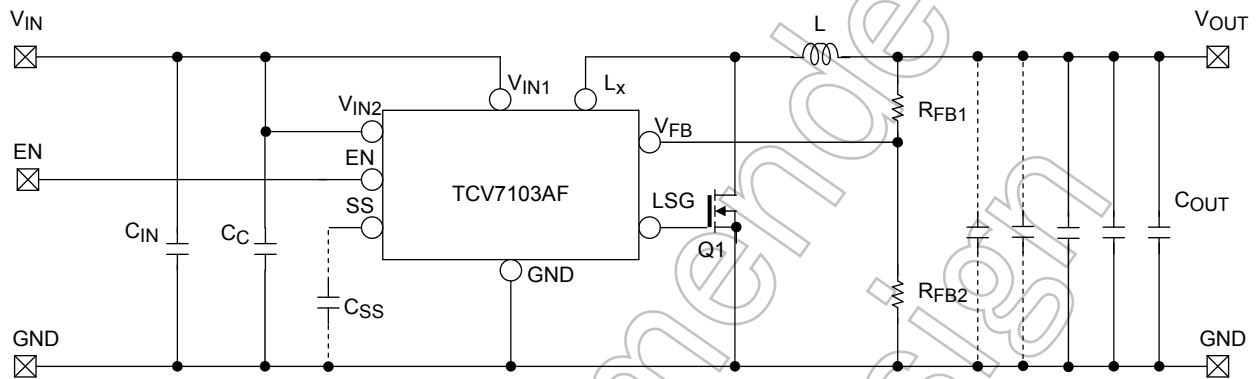 VIN
VOUT
L
VIN1
LX
VIN2
VFB
RFB1
EN
EN
TCV7103AF
SS
LSG
CIN
CC
COUT
Q1
GND
CSS
RFB2
GND
GND